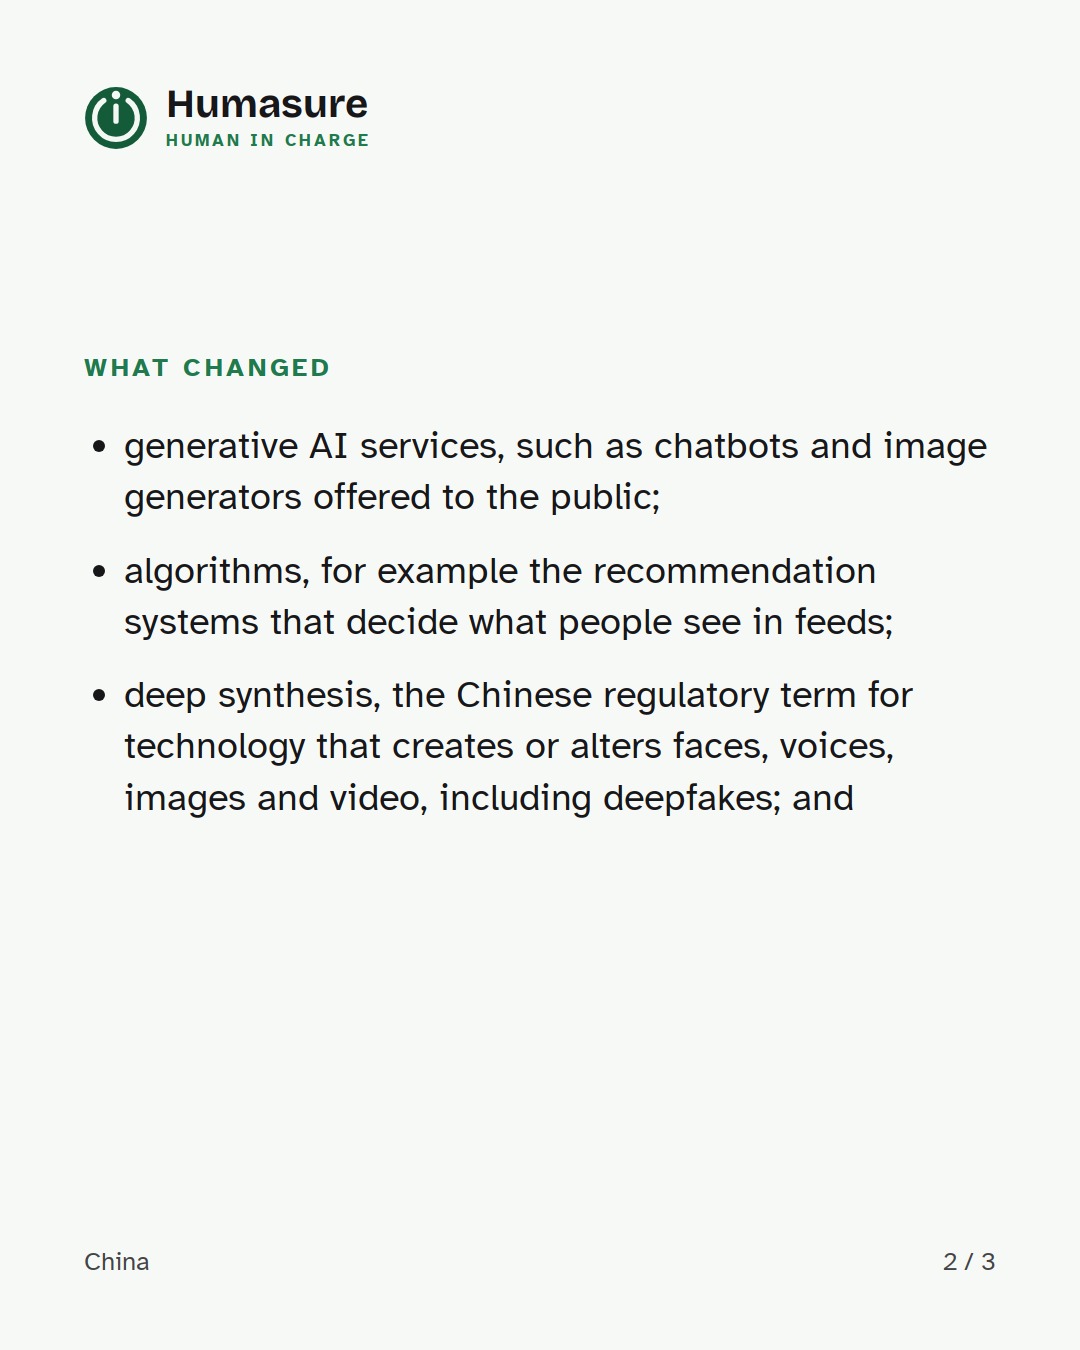 Humasure
HUMAN IN CHARGE
WHAT CHANGED
• generative AI services, such as chatbots and image
generators offered to the public;
• algorithms, for example the recommendation
systems that decide what people see in feeds;
• deep synthesis, the Chinese regulatory term for
technology that creates or alters faces, voices,
images and video, including deepfakes; and
China
2 / 3